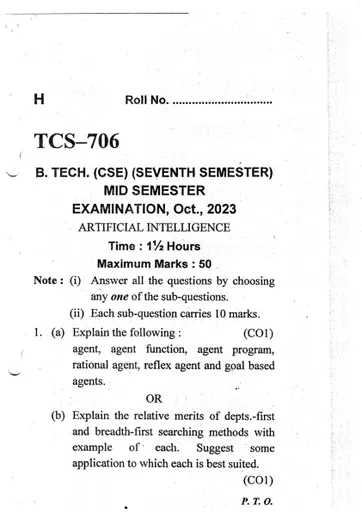 H Roll No. ...............................
TCS–706
B. TECH. (CSE) (SEVENTH SEMESTER)
MID SEMESTER
EXAMINATION, Oct., 2023
ARTIFICIAL INTELLIGENCE
Time : 1½ Hours
Maximum Marks : 50
Note : (i) Answer all the questions by choosing
any one of the sub-questions.
(ii) Each sub-question carries 10 marks.
1. (a) Explain the following : (CO1)
agent, agent function, agent program,
rational agent, reflex agent and goal based
agents.
OR
(b) Explain the relative merits of depts.-first
and breadth-first searching methods with
example of each. Suggest some
application to which each is best suited.
(CO1)
P. T. O.